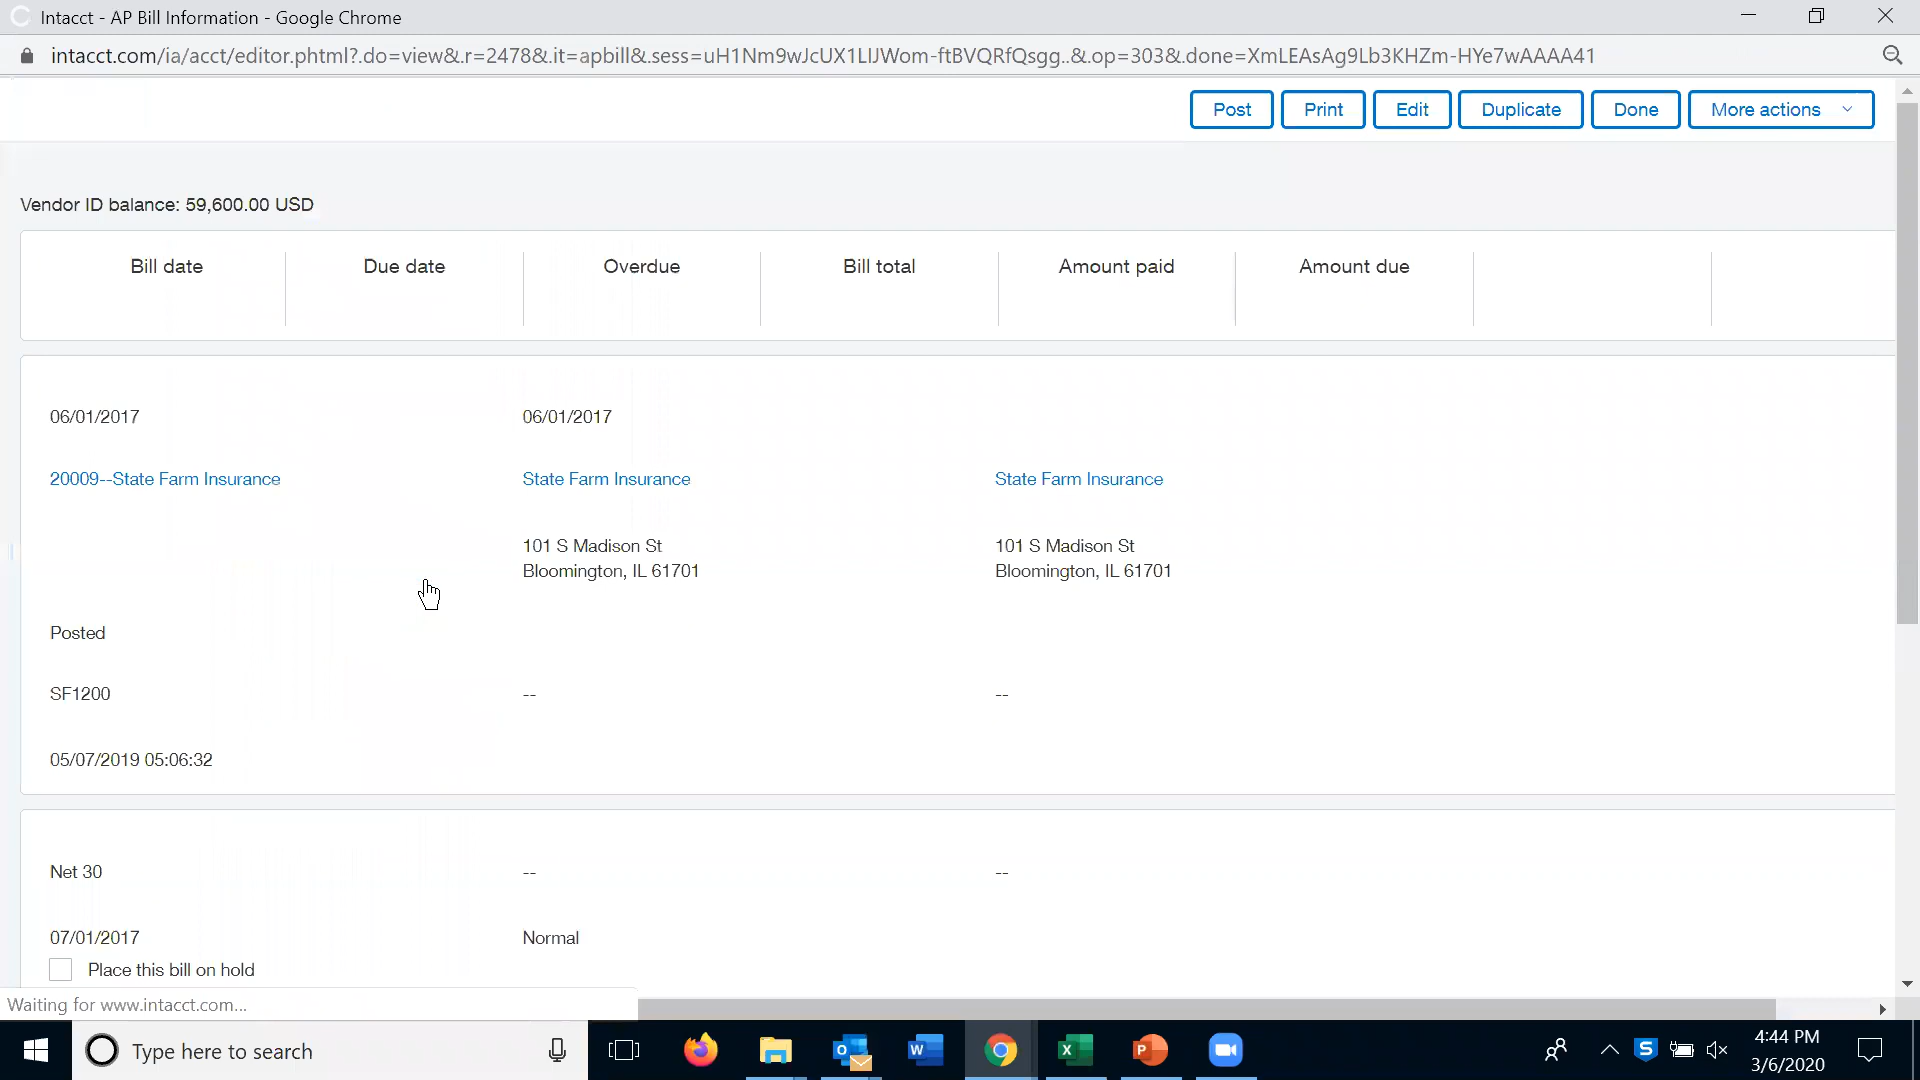 Intacct - AP Bill Information - Google Chrome
intacct.com/ia/acct/editor.phtml?.do=view&.r=2478&.it=apbill&.sess=uH1Nm9wJcUX1LlJWom-ftBVQRfQsgg..&.op=303&.done=XmLEAsAg9Lb3KHZm-HYe7wAAAA41
Post Print Edit Duplicate Done More actions
Vendor ID balance: 59,600.00 USD
Bill date Due date Overdue Bill total Amount paid Amount due
06/01/2017 06/01/2017
20009--State Farm Insurance State Farm Insurance State Farm Insurance
101 S Madison St 101 S Madison St
Bloomington, IL 61701 Bloomington, IL 61701
Posted
SF1200 -- --
05/07/2019 05:06:32
Net 30 -- --
07/01/2017 Normal
Place this bill on hold
Waiting for www.intacct.com...
Type here to search
4:44 PM
3/6/2020